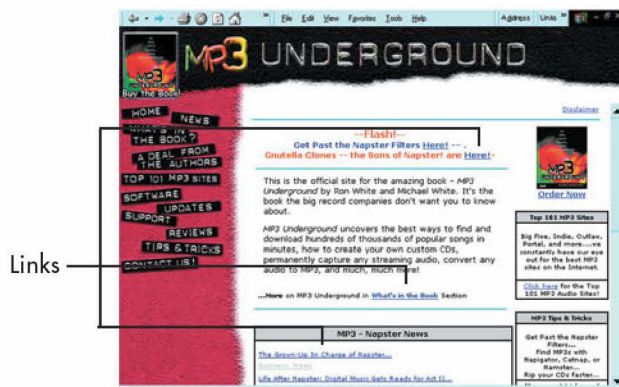 File Edit View Favorites Tools Help Address Links
MP3 UNDERGROUND
MP3
Buy The Book!
HOME
NEWS
WHAT'S IN
THE BOOK?
A DEAL FROM
THE AUTHORS
TOP 101 MP3 SITES
SOFTWARE
UPDATES
SUPPORT
REVIEWS
TIPS & TRICKS
CONTACT US!
Links
Disclaimer
--Flash!--
Get Past the Napster Filters Here! -- .
Gnutella Clones -- the Sons of Napster! are Here!-
This is the official site for the amazing book - MP3
Underground by Ron White and Michael White. It's the
book the big record companies don't want you to know
about.
MP3 Underground uncovers the best ways to find and
download hundreds of thousands of popular songs in
minutes, how to create your own custom CDs,
permanently capture any streaming audio, convert any
audio to MP3, and much, much more!
...More on MP3 Underground in What's in the Book Section
MP3 - Napster News
The Grown-Up In Charge of Napster...
Business Week
Life After Napster: Digital Music Gets Ready for Act II...
Order Now
Top 101 MP3 Sites
Big Five, Indie, Outlaw,
Portal, and more....we
constantly have our eye
out for the best MP3
sites on the Internet.
Click here for the Top
101 MP3 Audio Sites!
MP3 Tips & Tricks
Get Past the Napster
Filters...
Find MP3s with
Napigator, Catnap, or
Hamster...
Rip your CDs faster...